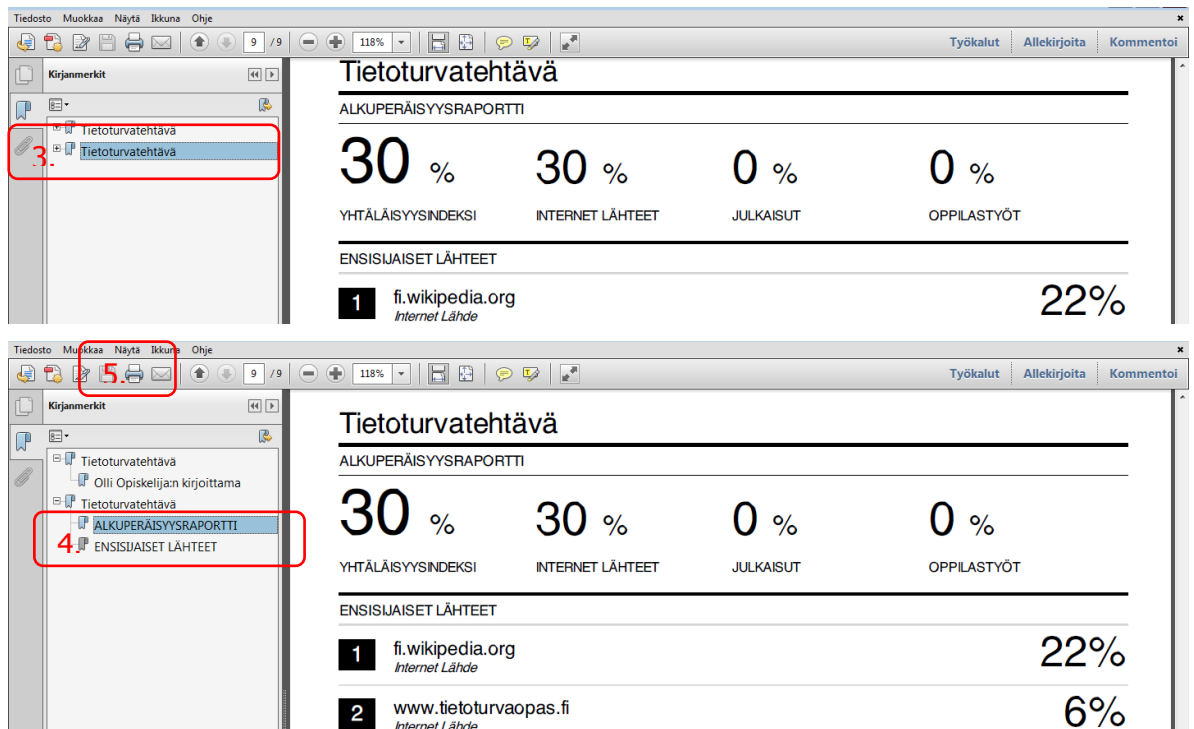 Tiedosto Muokkaa Näytä Ikkuna Ohje
9 / 9 118% Työkalut Allekirjoita Kommentoi
Kirjanmerkit
Tietoturvatehtävä
Tietoturvatehtävä
3.
Tietoturvatehtävä
ALKUPERÄISYYSRAPORTTI
30 % 30 % 0 % 0 %
YHTÄLÄISYYSINDEKSI INTERNET LÄHTEET JULKAISUT OPPILASTYÖT
ENSISIJAISET LÄHTEET
1 fi.wikipedia.org 22%
Internet Lähde
Tiedosto Muokkaa Näytä Ikkuna Ohje
5.
9 / 9 118% Työkalut Allekirjoita Kommentoi
Kirjanmerkit
Tietoturvatehtävä
Olli Opiskelija:n kirjoittama
Tietoturvatehtävä
ALKUPERÄISYYSRAPORTTI
4. ENSISIJAISET LÄHTEET
Tietoturvatehtävä
ALKUPERÄISYYSRAPORTTI
30 % 30 % 0 % 0 %
YHTÄLÄISYYSINDEKSI INTERNET LÄHTEET JULKAISUT OPPILASTYÖT
ENSISIJAISET LÄHTEET
1 fi.wikipedia.org 22%
Internet Lähde
2 www.tietoturvaopas.fi 6%
Internet Lähde